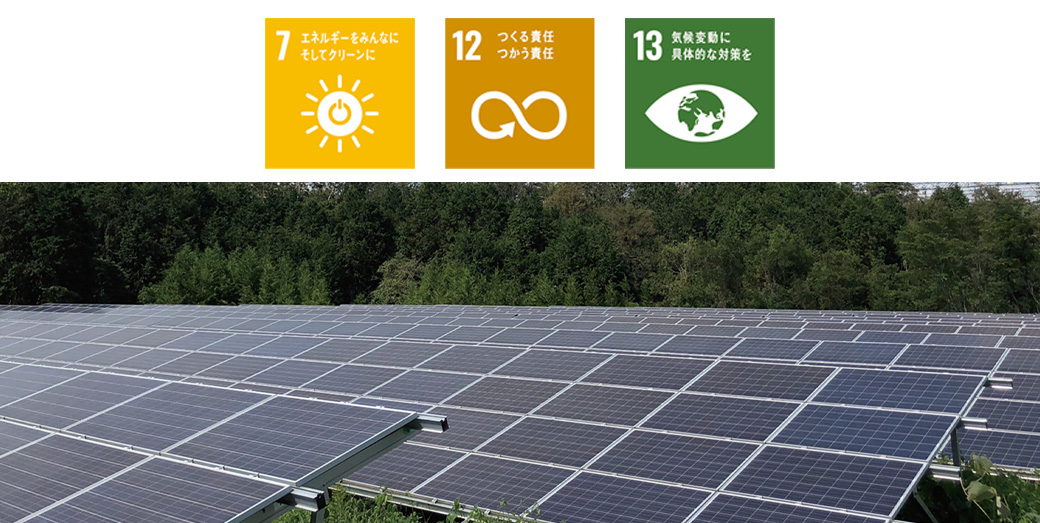 7
エネルギーをみんなに
そしてクリーンに
12
つくる責任
つかう責任
13
気候変動に
具体的な対策を